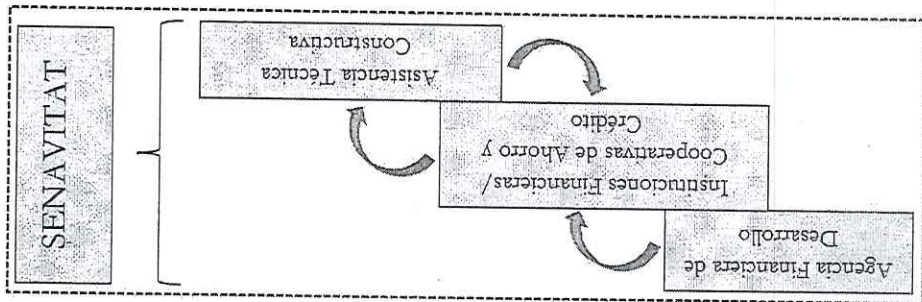 Agencia Financiera de
Desarrollo
Instituciones Financieras/
Cooperativas de Ahorro y
Crédito
Asistencia Técnica
Constructiva
SENAVITAT